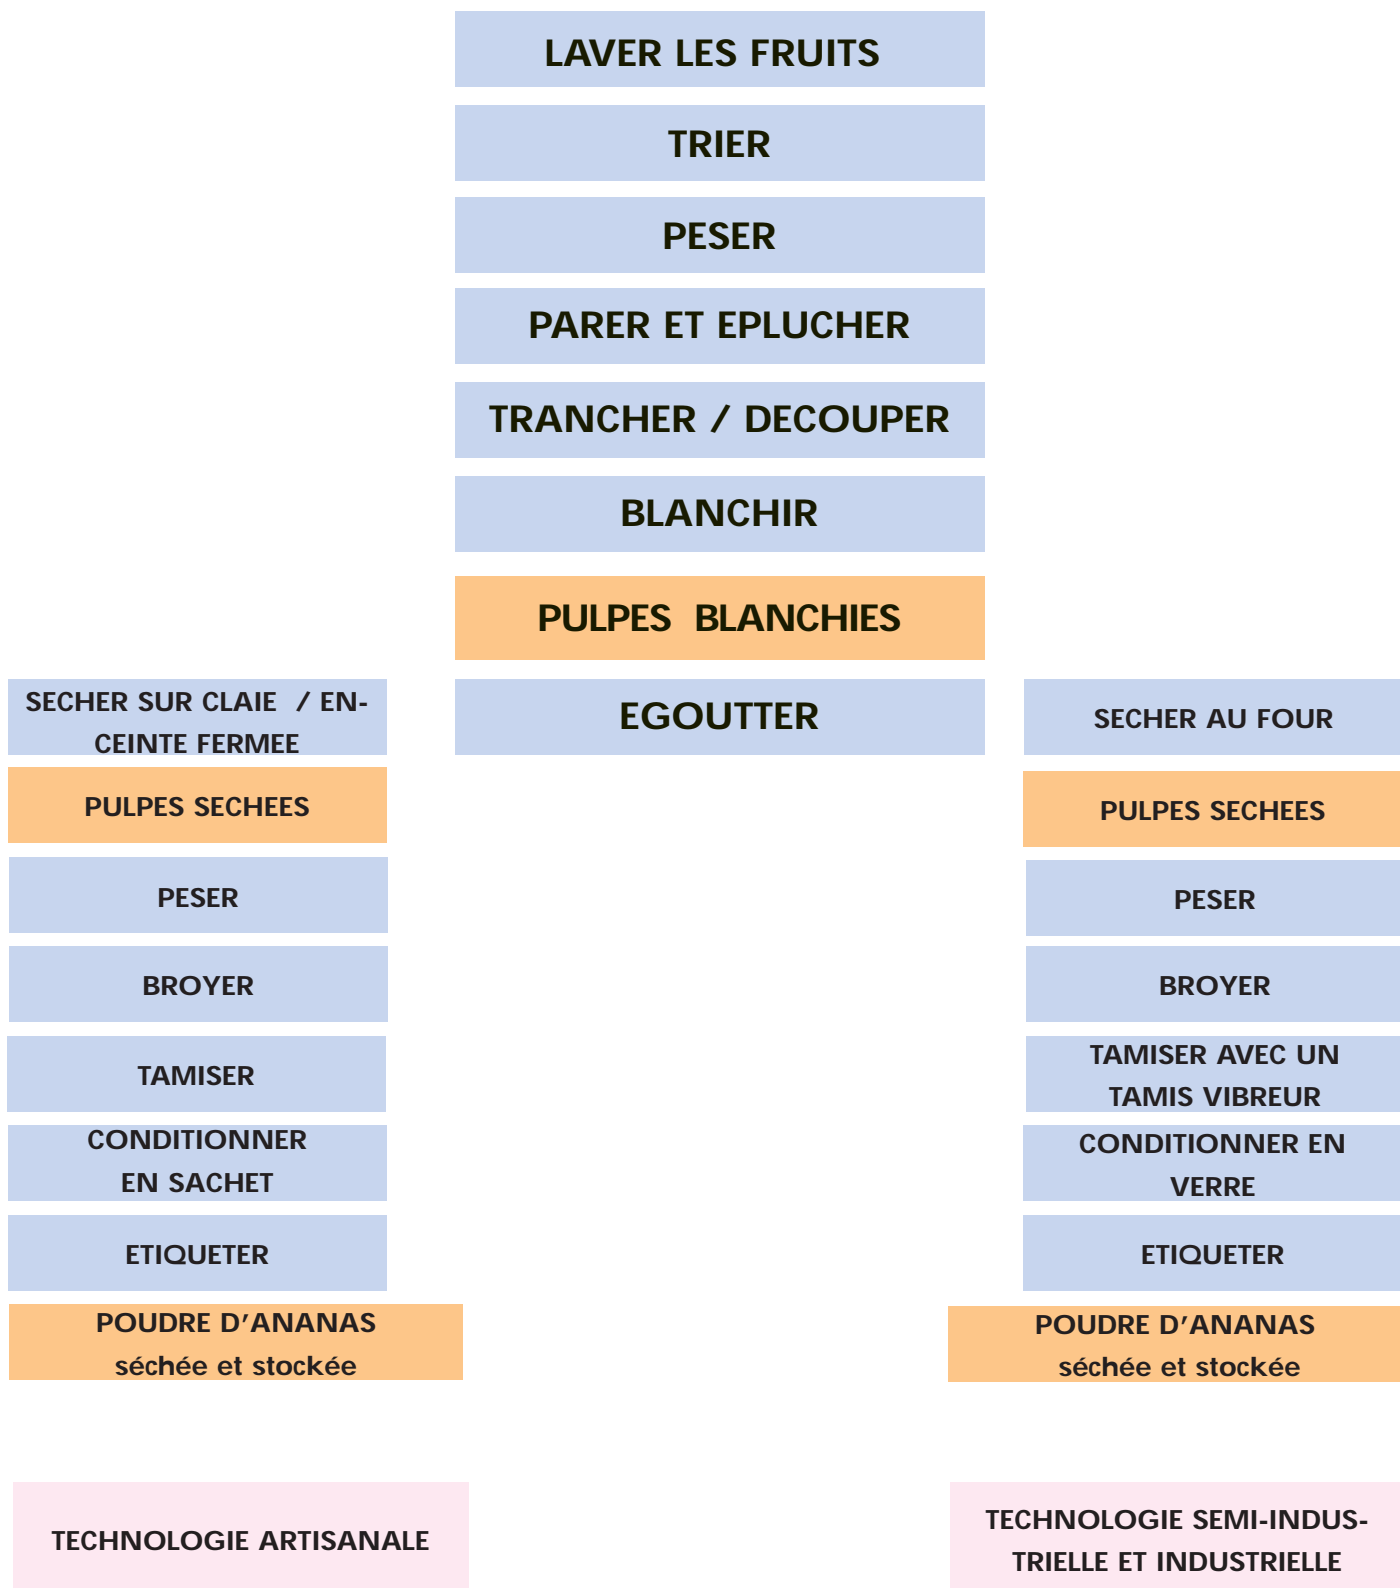 LAVER LES FRUITS
TRIER
PESER
PARER ET EPLUCHER
TRANCHER / DECOUPER
BLANCHIR
PULPES BLANCHIES
EGOUTTER
SECHER SUR CLAIE / EN-
CEINTE FERMEE
PULPES SECHEES
PESER
BROYER
TAMISER
CONDITIONNER
EN SACHET
ETIQUETER
POUDRE D’ANANAS
séchée et stockée
TECHNOLOGIE ARTISANALE
SECHER AU FOUR
PULPES SECHEES
PESER
BROYER
TAMISER AVEC UN
TAMIS VIBREUR
CONDITIONNER EN
VERRE
ETIQUETER
POUDRE D’ANANAS
séchée et stockée
TECHNOLOGIE SEMI-INDUS-
TRIELLE ET INDUSTRIELLE